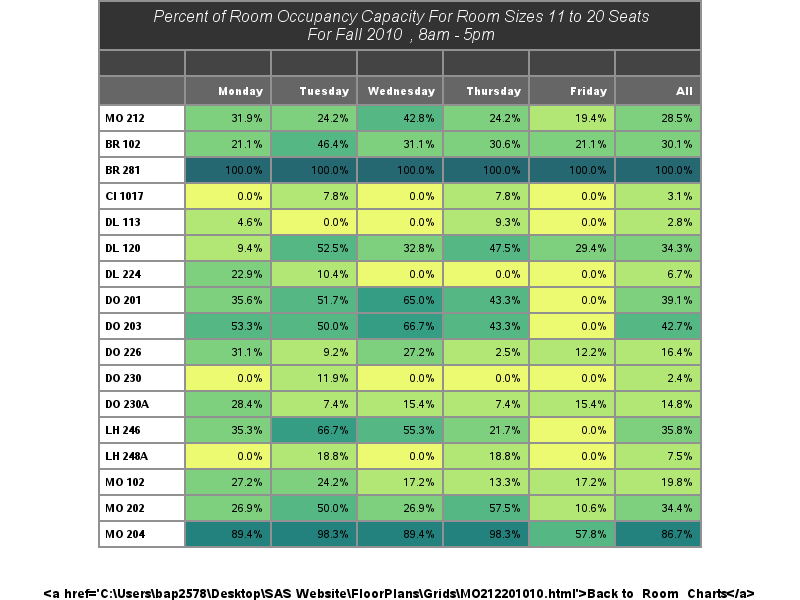 Percent of Room Occupancy Capacity For Room Sizes 11 to 20 Seats
For Fall 2010 , 8am - 5pm
Monday Tuesday Wednesday Thursday Friday All
MO 212 31.9% 24.2% 42.8% 24.2% 19.4% 28.5%
BR 102 21.1% 46.4% 31.1% 30.6% 21.1% 30.1%
BR 281 100.0% 100.0% 100.0% 100.0% 100.0% 100.0%
CI 1017 0.0% 7.8% 0.0% 7.8% 0.0% 3.1%
DL 113 4.6% 0.0% 0.0% 9.3% 0.0% 2.8%
DL 120 9.4% 52.5% 32.8% 47.5% 29.4% 34.3%
DL 224 22.9% 10.4% 0.0% 0.0% 0.0% 6.7%
DO 201 35.6% 51.7% 65.0% 43.3% 0.0% 39.1%
DO 203 53.3% 50.0% 66.7% 43.3% 0.0% 42.7%
DO 226 31.1% 9.2% 27.2% 2.5% 12.2% 16.4%
DO 230 0.0% 11.9% 0.0% 0.0% 0.0% 2.4%
DO 230A 28.4% 7.4% 15.4% 7.4% 15.4% 14.8%
LH 246 35.3% 66.7% 55.3% 21.7% 0.0% 35.8%
LH 248A 0.0% 18.8% 0.0% 18.8% 0.0% 7.5%
MO 102 27.2% 24.2% 17.2% 13.3% 17.2% 19.8%
MO 202 26.9% 50.0% 26.9% 57.5% 10.6% 34.4%
MO 204 89.4% 98.3% 89.4% 98.3% 57.8% 86.7%
<a href='C:\Users\bap2578\Desktop\SAS Website\FloorPlans\Grids\MO212201010.html'>Back to Room Charts</a>